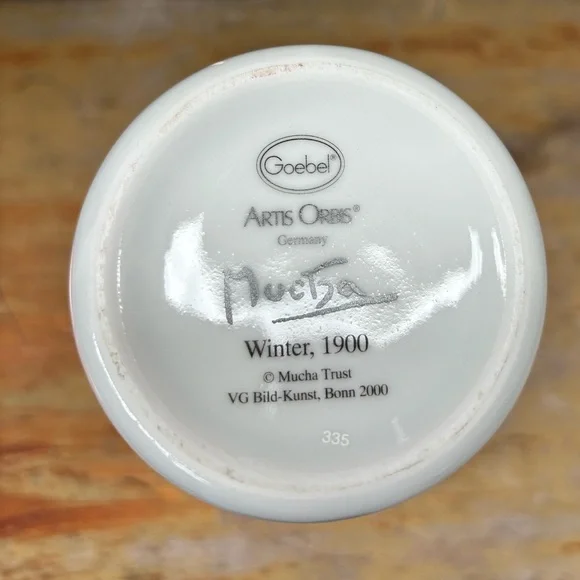 Goebel®
ARTIS ORBIS®
Germany
Mucha
Winter, 1900
© Mucha Trust
VG Bild-Kunst, Bonn 2000
335